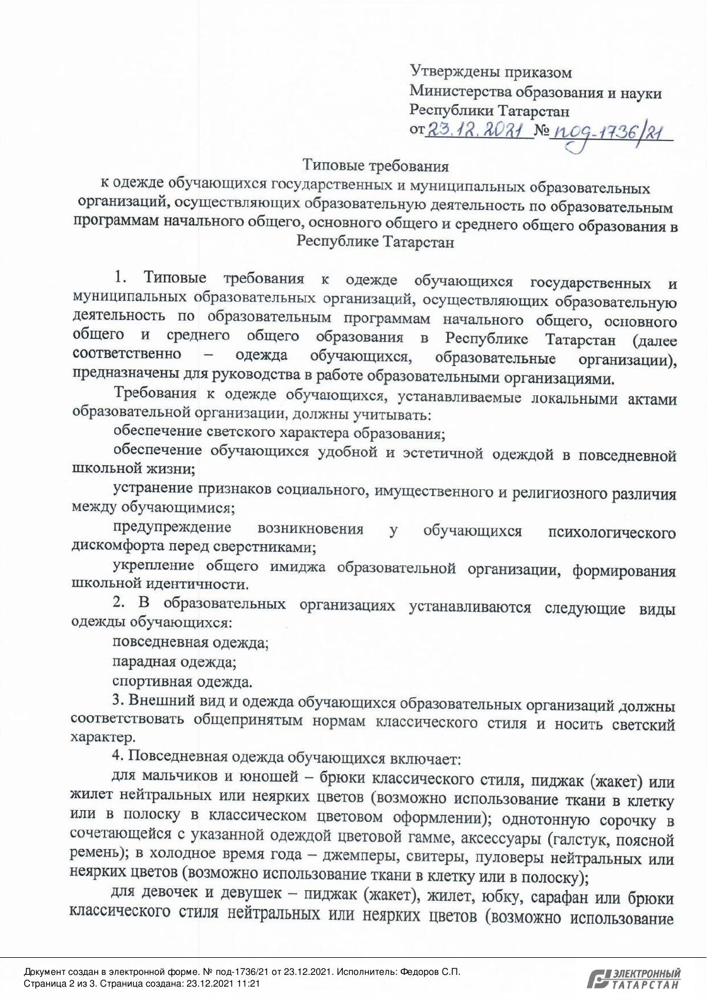 Утверждены приказом
Министерства образования и науки
Республики Татарстан
от 23.12.2021 № под-1736/21
Типовые требования
к одежде обучающихся государственных и муниципальных образовательных
организаций, осуществляющих образовательную деятельность по образовательным
программам начального общего, основного общего и среднего общего образования в
Республике Татарстан
1. Типовые требования к одежде обучающихся государственных и
муниципальных образовательных организаций, осуществляющих образовательную
деятельность по образовательным программам начального общего, основного
общего и среднего общего образования в Республике Татарстан (далее
соответственно – одежда обучающихся, образовательные организации),
предназначены для руководства в работе образовательными организациями.
Требования к одежде обучающихся, устанавливаемые локальными актами
образовательной организации, должны учитывать:
обеспечение светского характера образования;
обеспечение обучающихся удобной и эстетичной одеждой в повседневной
школьной жизни;
устранение признаков социального, имущественного и религиозного различия
между обучающимися;
предупреждение возникновения у обучающихся психологического
дискомфорта перед сверстниками;
укрепление общего имиджа образовательной организации, формирования
школьной идентичности.
2. В образовательных организациях устанавливаются следующие виды
одежды обучающихся:
повседневная одежда;
парадная одежда;
спортивная одежда.
3. Внешний вид и одежда обучающихся образовательных организаций должны
соответствовать общепринятым нормам классического стиля и носить светский
характер.
4. Повседневная одежда обучающихся включает:
для мальчиков и юношей – брюки классического стиля, пиджак (жакет) или
жилет нейтральных или неярких цветов (возможно использование ткани в клетку
или в полоску в классическом цветовом оформлении); однотонную сорочку в
сочетающейся с указанной одеждой цветовой гамме, аксессуары (галстук, поясной
ремень); в холодное время года – джемперы, свитеры, пуловеры нейтральных или
неярких цветов (возможно использование ткани в клетку или в полоску);
для девочек и девушек – пиджак (жакет), жилет, юбку, сарафан или брюки
классического стиля нейтральных или неярких цветов (возможно использование
Документ создан в электронной форме. № под-1736/21 от 23.12.2021. Исполнитель: Федоров С.П.
Страница 2 из 3. Страница создана: 23.12.2021 11:21
ЭЛЕКТРОННЫЙ
ТАТАРСТАН